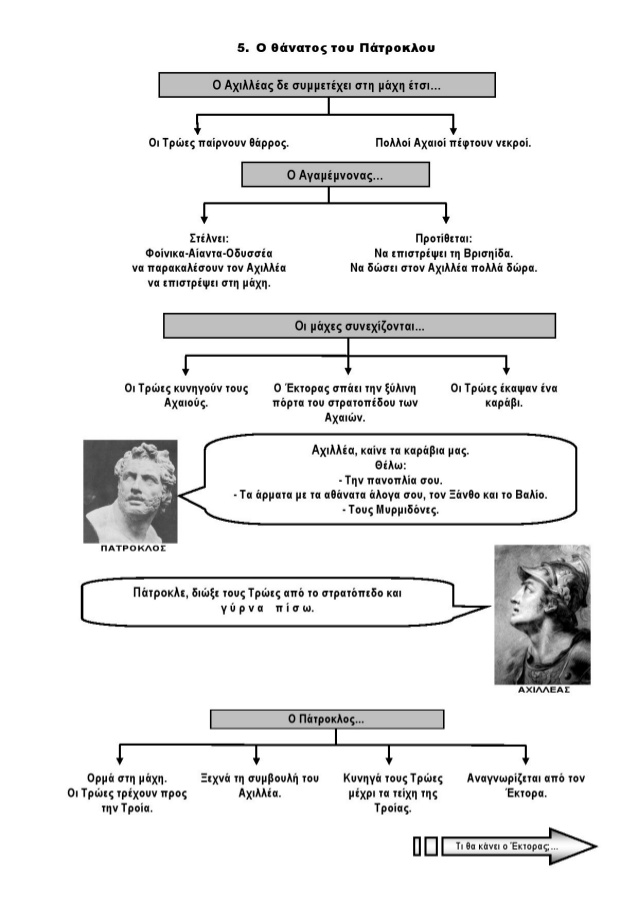 5. Ο θάνατος του Πάτροκλου
Ο Αχιλλέας δε συμμετέχει στη μάχη έτσι...
Οι Τρώες παίρνουν θάρρος.
Πολλοί Αχαιοί πέφτουν νεκροί.
Ο Αγαμέμνονας...
Στέλνει:
Φοίνικα-Αίαντα-Οδυσσέα
να παρακαλέσουν τον Αχιλλέα
να επιστρέψει στη μάχη.
Προτίθεται:
Να επιστρέψει τη Βρισηίδα.
Να δώσει στον Αχιλλέα πολλά δώρα.
Οι μάχες συνεχίζονται...
Οι Τρώες κυνηγούν τους
Αχαιούς.
Ο Έκτορας σπάει την ξύλινη
πόρτα του στρατοπέδου των
Αχαιών.
Οι Τρώες έκαψαν ένα
καράβι.
Αχιλλέα, καίνε τα καράβια μας.
Θέλω:
- Την πανοπλία σου.
- Τα άρματα με τα αθάνατα άλογα σου, τον Ξάνθο και το Βαλίο.
- Τους Μυρμιδόνες.
ΠΑΤΡΟΚΛΟΣ
Πάτροκλε, διώξε τους Τρώες από το στρατόπεδο και
γ ύ ρ ν α π ί σ ω.
ΑΧΙΛΛΕΑΣ
Ο Πάτροκλος...
Ορμά στη μάχη.
Οι Τρώες τρέχουν προς
την Τροία.
Ξεχνά τη συμβουλή του
Αχιλλέα.
Κυνηγά τους Τρώες
μέχρι τα τείχη της
Τροίας.
Αναγνωρίζεται από τον
Έκτορα.
Τι θα κάνει ο Έκτορας;...